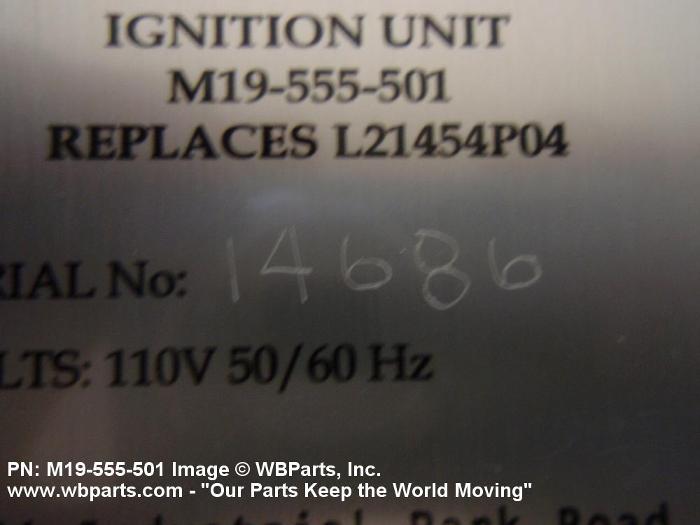 IGNITION UNIT
M19-555-501
REPLACES L21454P04
RIAL No: 14686
LTS: 110V 50/60 Hz
PN: M19-555-501 Image © WBParts, Inc.
www.wbparts.com - "Our Parts Keep the World Moving"
Road